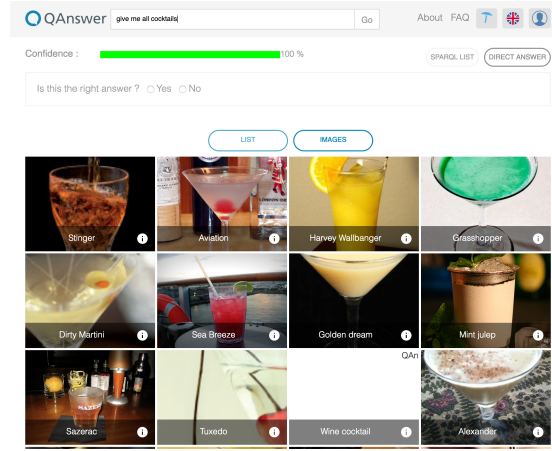 QAnswer
give me all cocktails
Go
About
FAQ
Confidence :
100 %
SPARQL LIST
DIRECT ANSWER
Is this the right answer ?
Yes
No
LIST
IMAGES
Stinger
Aviation
Harvey Wallbanger
Grasshopper
Dirty Martini
Sea Breeze
Golden dream
Mint julep
QAn
SAZERAC
Sazerac
Tuxedo
Wine cocktail
Alexander